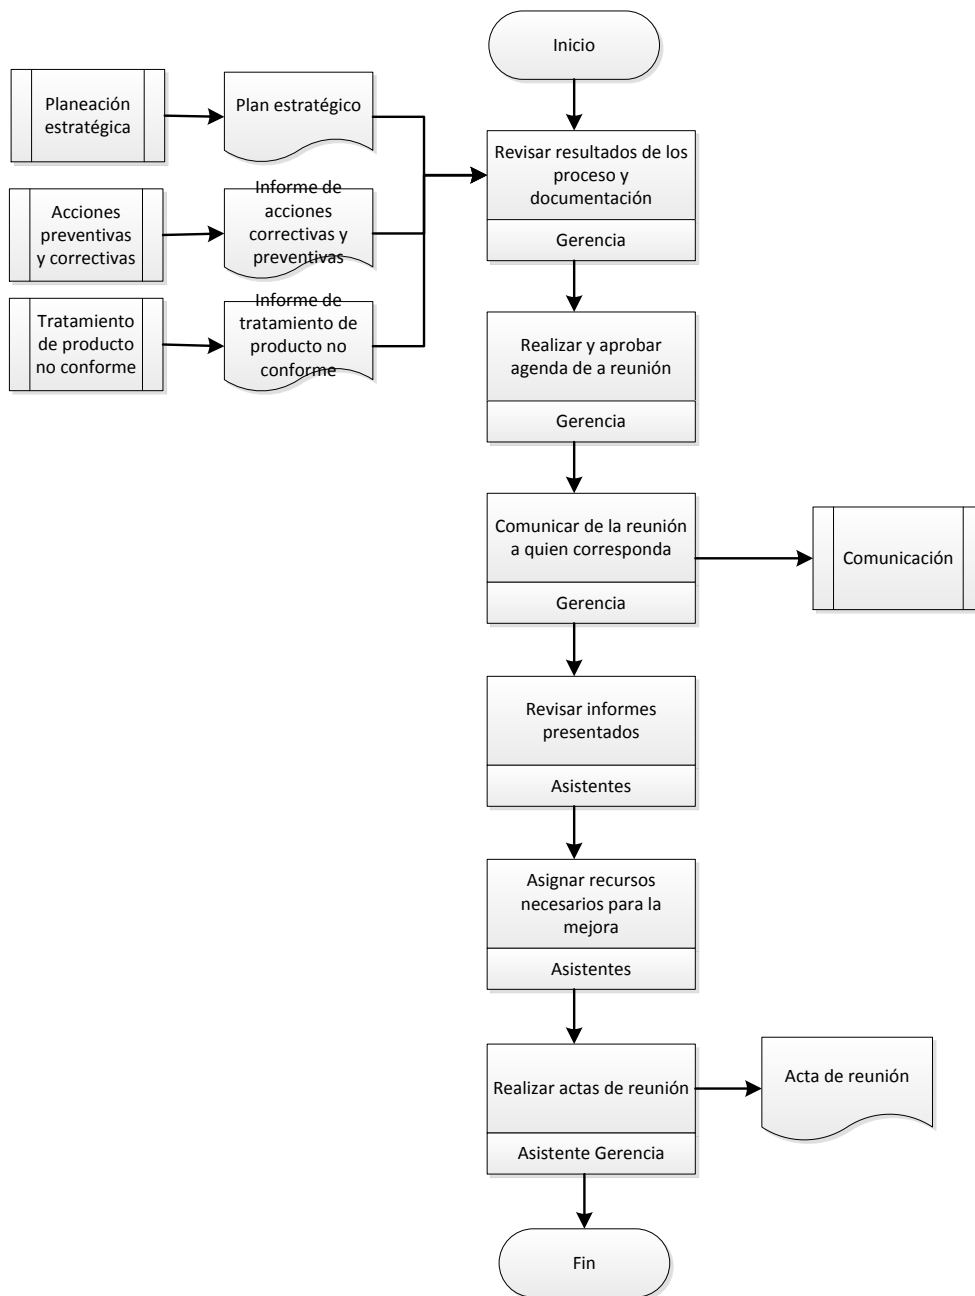 Inicio
Planeación
estratégica
Plan estratégico
Revisar resultados de los
proceso y
documentación
Gerencia
Acciones
preventivas
y correctivas
Informe de
acciones
correctivas y
preventivas
Tratamiento
de producto
no conforme
Informe de
tratamiento de
producto no
conforme
Realizar y aprobar
agenda de a reunión
Gerencia
Comunicar de la reunión
a quien corresponda
Gerencia
Comunicación
Revisar informes
presentados
Asistentes
Asignar recursos
necesarios para la
mejora
Asistentes
Realizar actas de reunión
Asistente Gerencia
Acta de reunión
Fin